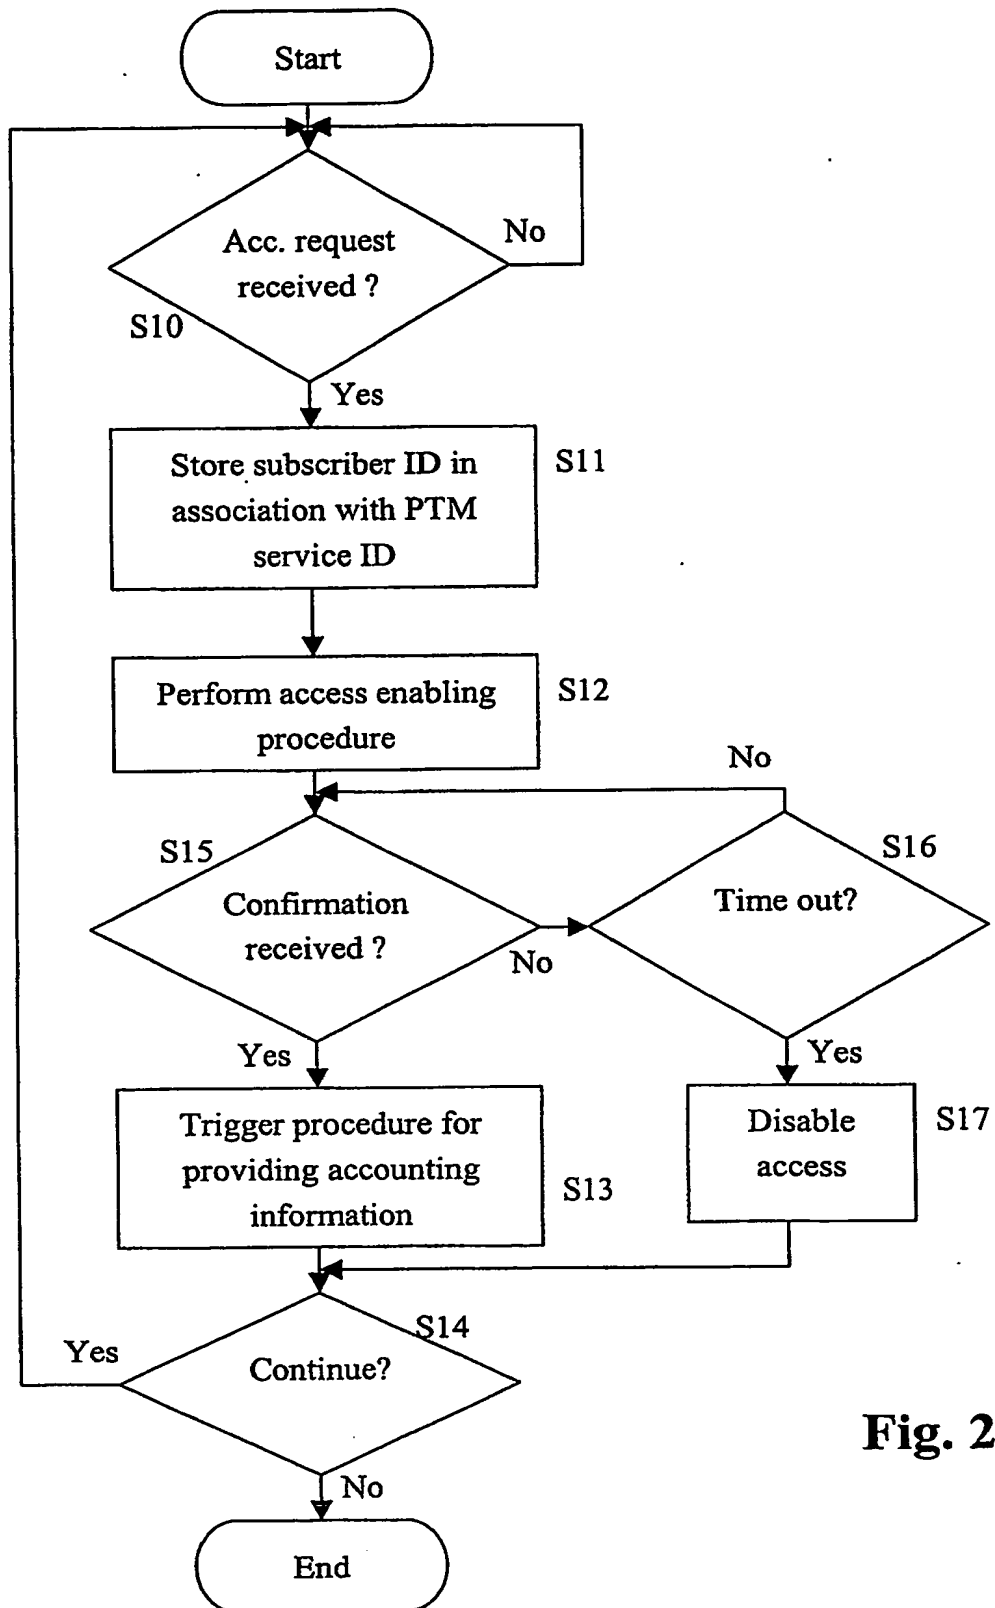 Start
Acc. request
received ?
No
S10
Yes
Store subscriber ID in
association with PTM
service ID
S11
Perform access enabling
procedure
S12
No
S15
Confirmation
received ?
No
S16
Time out?
Yes
Yes
Trigger procedure for
providing accounting
information
S13
Disable
access
S17
S14
Yes
Continue?
No
End
Fig. 2